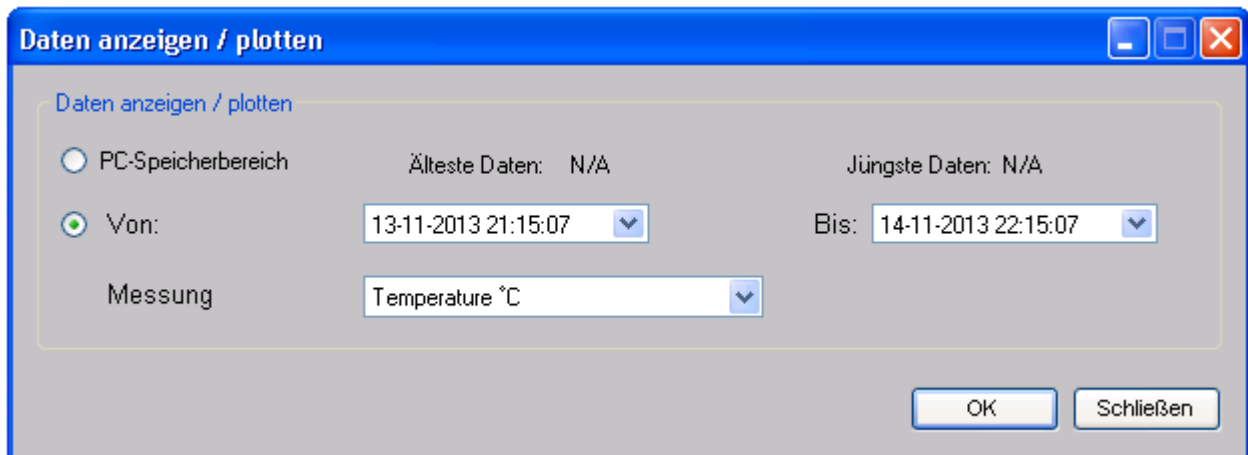 Daten anzeigen / plotten
Daten anzeigen / plotten
PC-Speicherbereich Älteste Daten: N/A Jüngste Daten: N/A
Von: 13-11-2013 21:15:07 Bis: 14-11-2013 22:15:07
Messung Temperature °C
OK Schließen